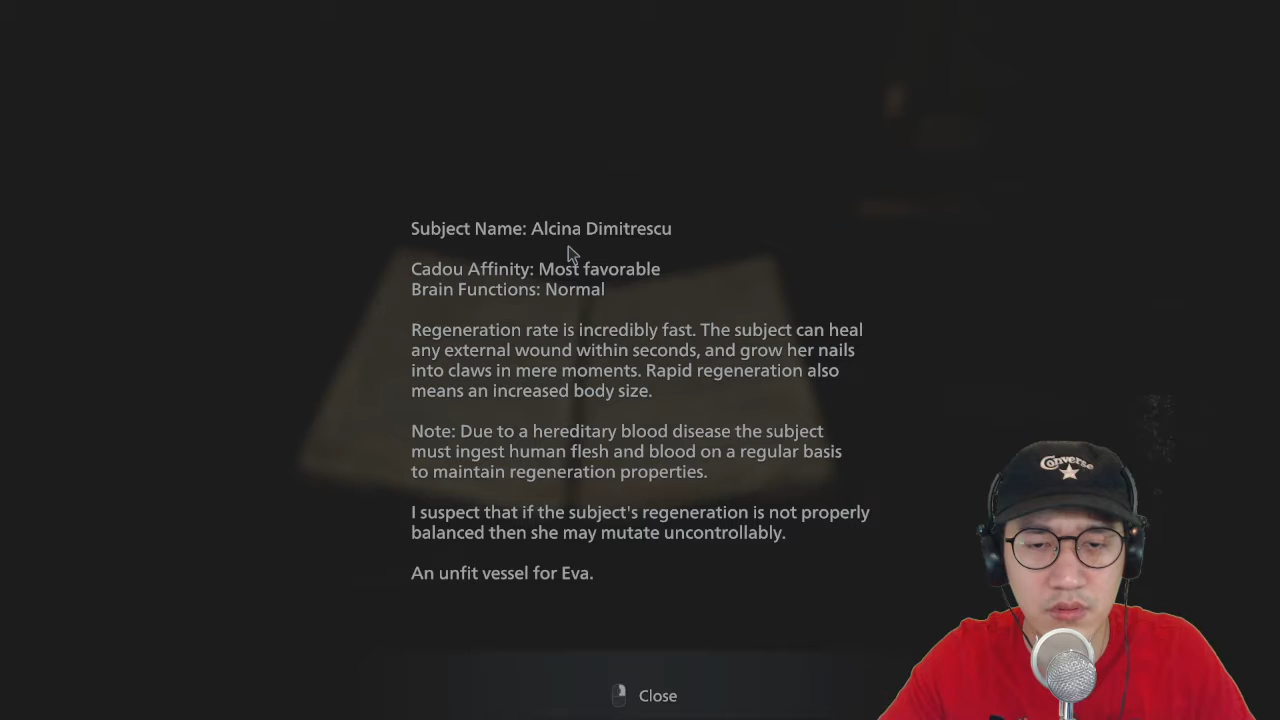 Subject Name: Alcina Dimitrescu
Cadou Affinity: Most favorable
Brain Functions: Normal
Regeneration rate is incredibly fast. The subject can heal
any external wound within seconds, and grow her nails
into claws in mere moments. Rapid regeneration also
means an increased body size.
Note: Due to a hereditary blood disease the subject
must ingest human flesh and blood on a regular basis
to maintain regeneration properties.
I suspect that if the subject's regeneration is not properly
balanced then she may mutate uncontrollably.
An unfit vessel for Eva.
Converse
Close